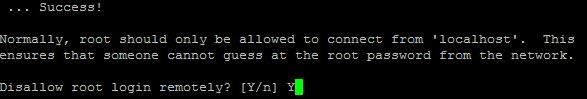 ... Success!
Normally, root should only be allowed to connect from 'localhost'.  This
ensures that someone cannot guess at the root password from the network.
Disallow root login remotely? [Y/n] Y